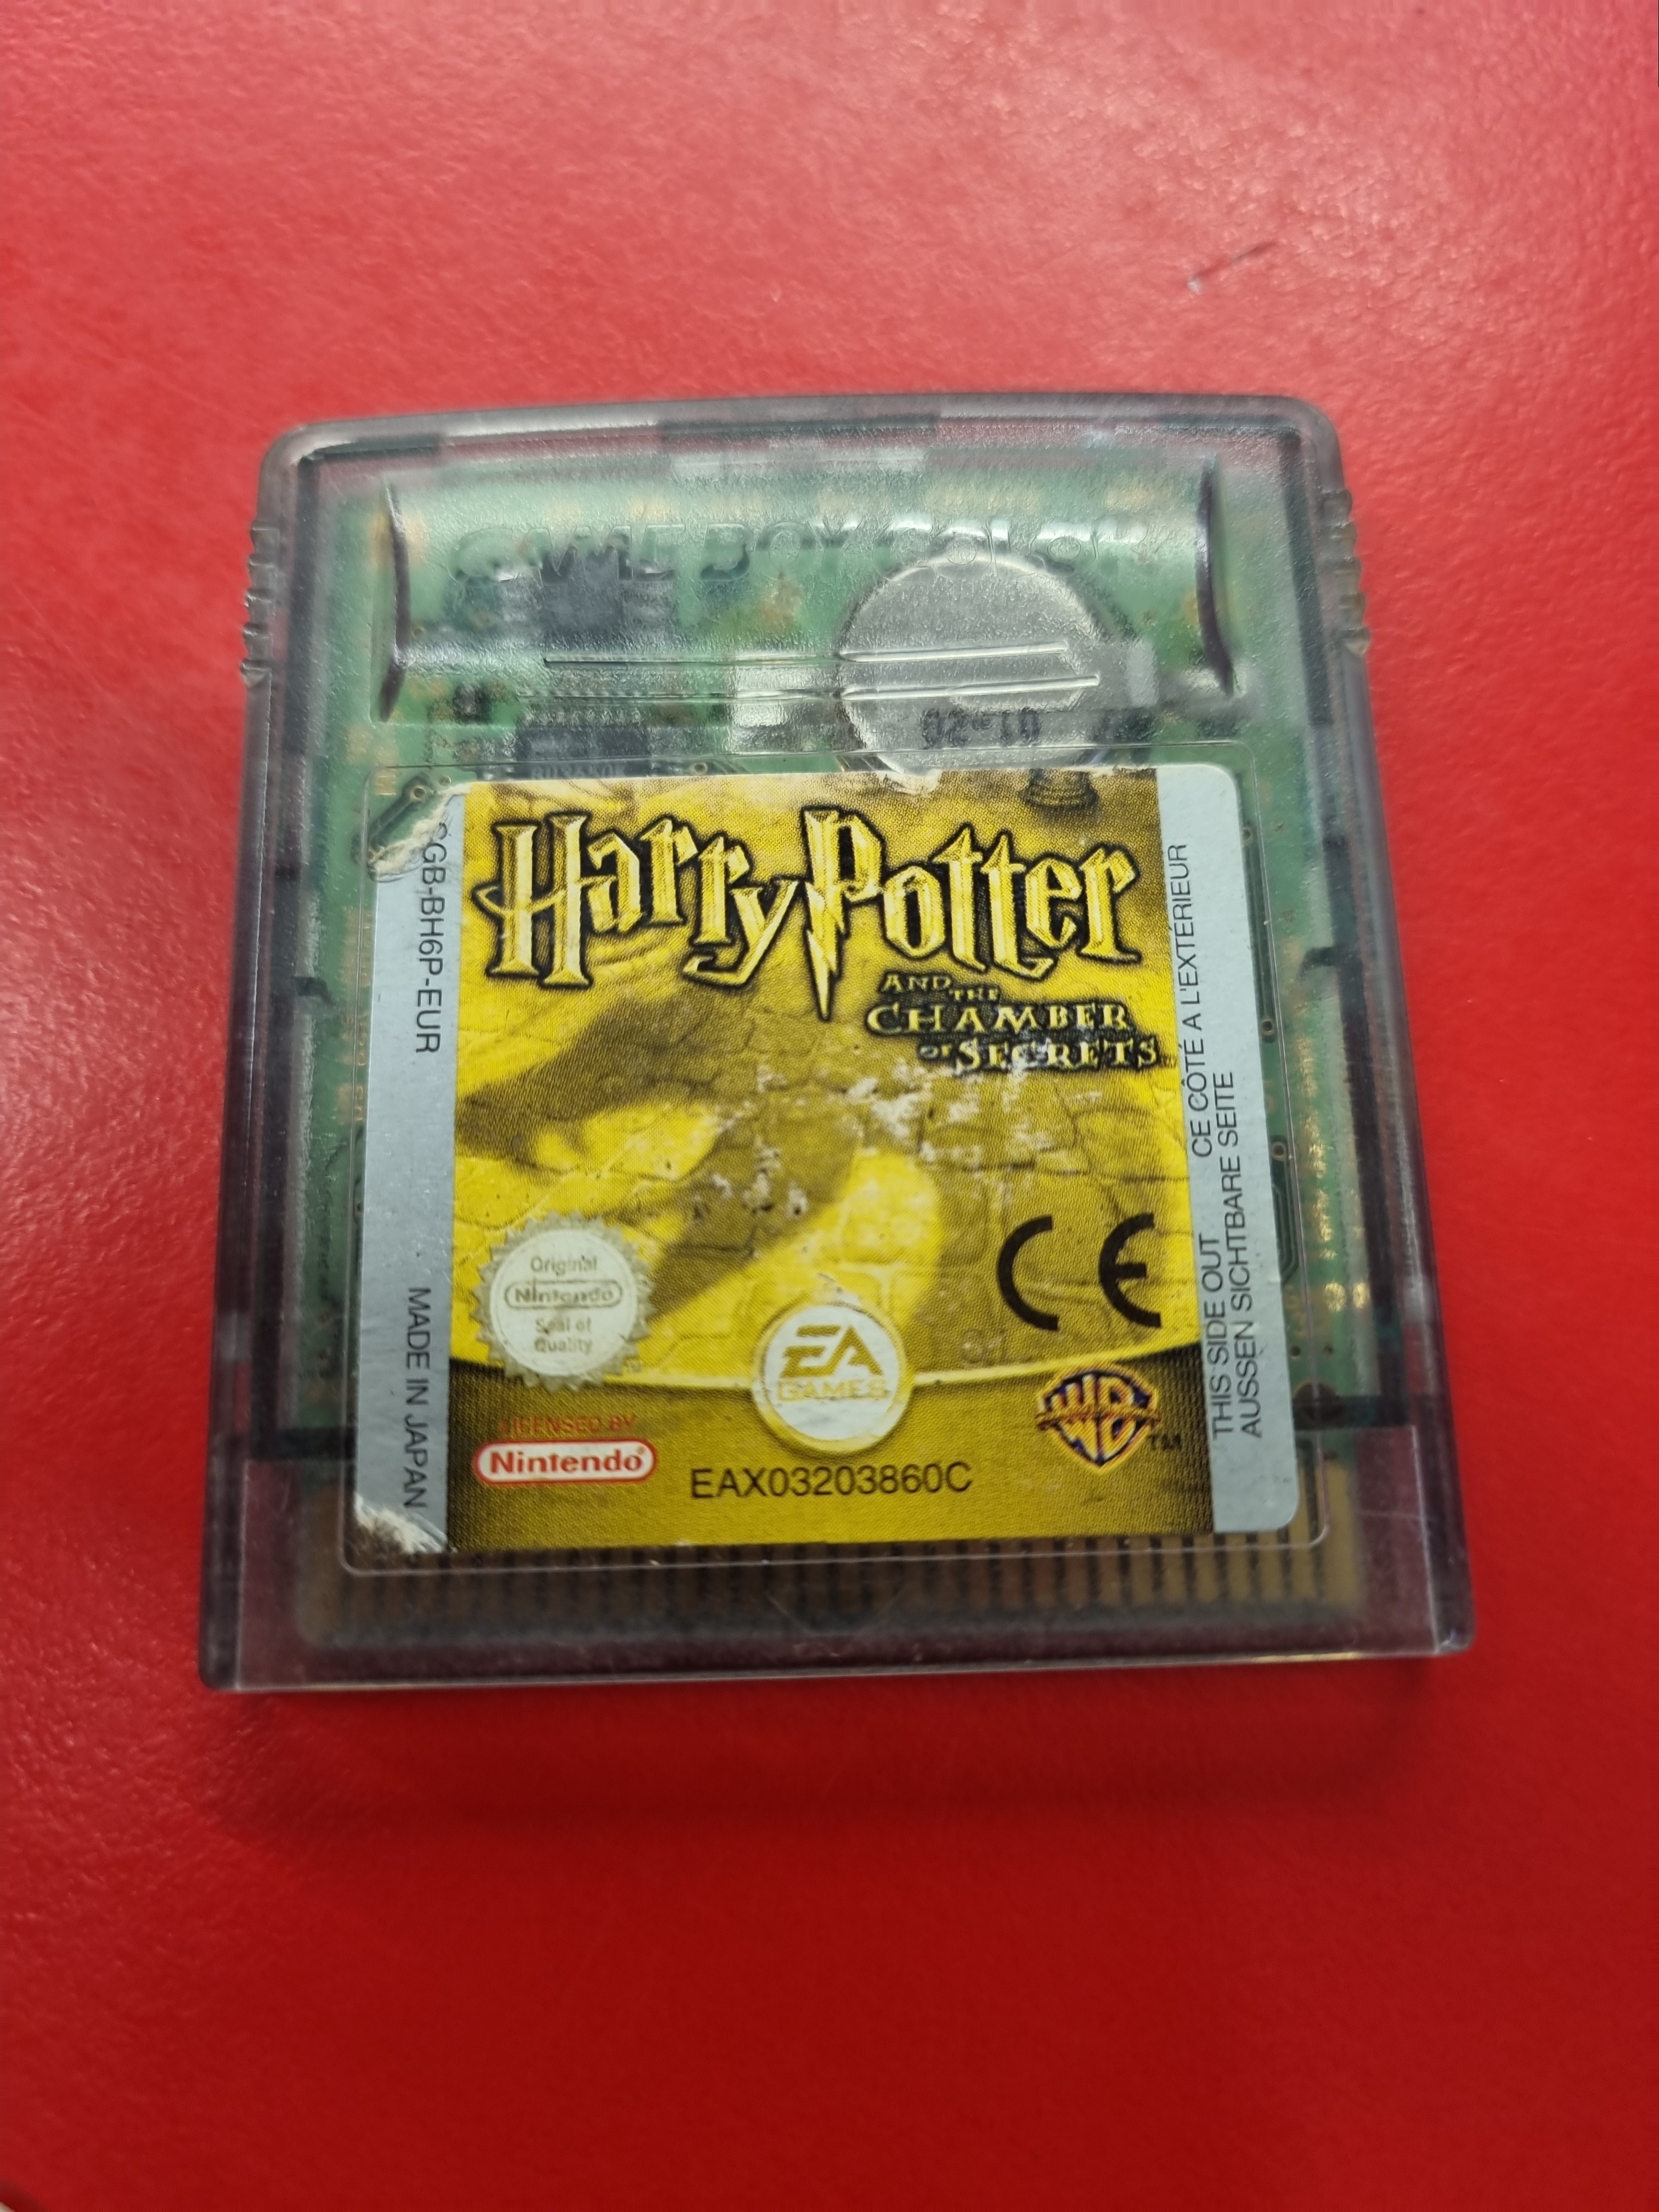 GAME BOY COLOR
02-10
Harry Potter
AND THE
CHAMBER
OF SECRETS
CGB-BH6P-EUR
MADE IN JAPAN
CE CÔTÉ A L'EXTÉRIEUR
THIS SIDE OUT
AUSSEN SICHTBARE SEITE
Original
Nintendo
Seal of
Quality
CE
EA
GAMES
LICENSED BY
Nintendo
EAX03203860C
WB
TM